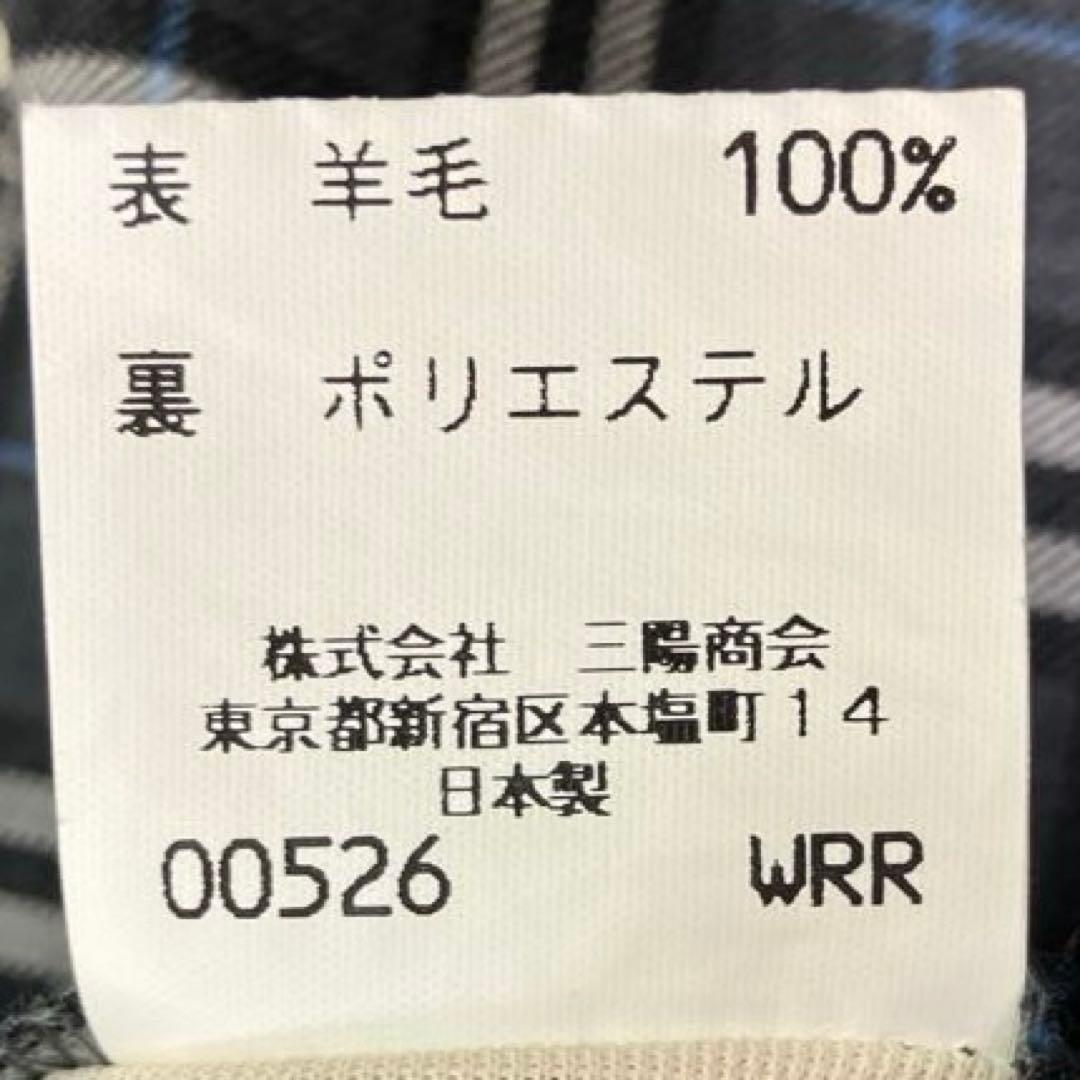 表 羊毛 100%
裏 ポリエステル
株式会社 三陽商会
東京都新宿区本塩町14
日本製
00526 WRR